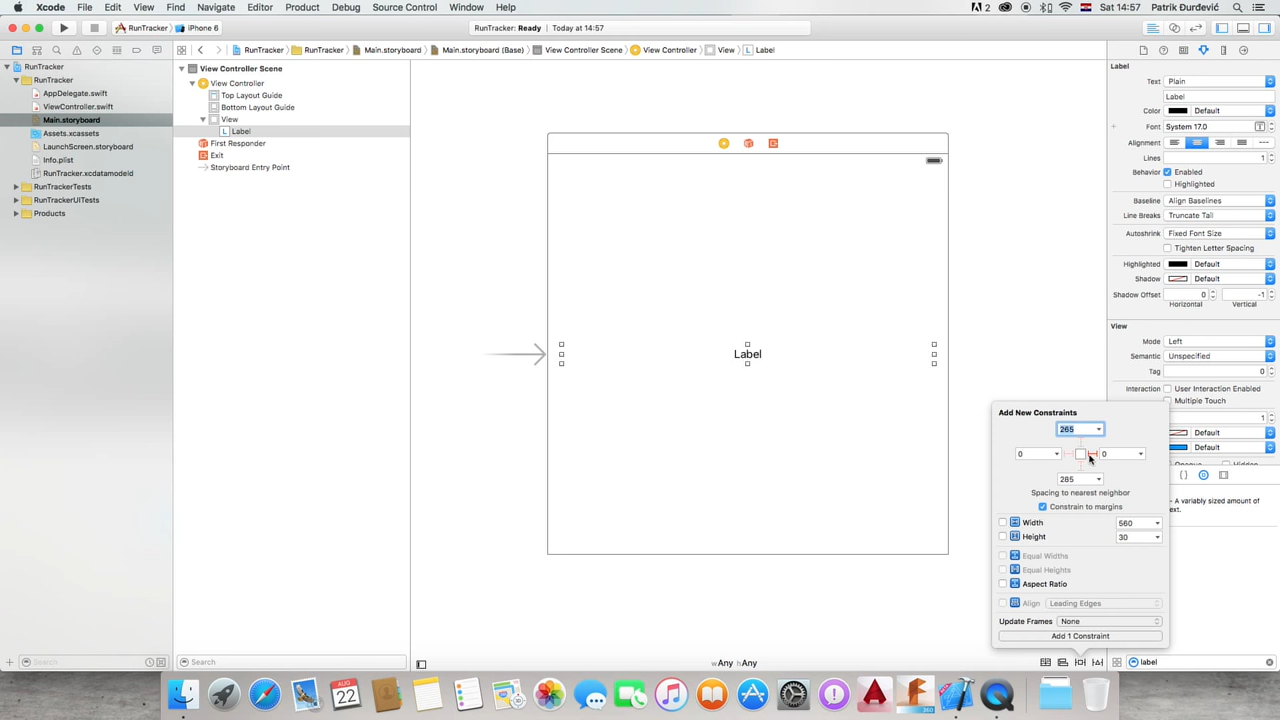 Xcode File Edit View Find Navigate Editor Product Debug Source Control Window Help
2 Sat 14:57 Patrik Đurđević
RunTracker iPhone 6
RunTracker: Ready Today at 14:57
RunTracker RunTracker Main.storyboard Main.storyboard (Base) View Controller Scene View Controller View L Label
RunTracker
RunTracker
AppDelegate.swift
ViewController.swift
Main.storyboard
Assets.xcassets
LaunchScreen.storyboard
Info.plist
RunTracker.xcdatamodeld
RunTrackerTests
RunTrackerUITests
Products
Search
View Controller Scene
View Controller
Top Layout Guide
Bottom Layout Guide
View
L Label
First Responder
Exit
Storyboard Entry Point
Search
Label
wAny hAny
Add New Constraints
265
0 0
285
Spacing to nearest neighbor
Constrain to margins
Width 560
Height 30
Equal Widths
Equal Heights
Aspect Ratio
Align Leading Edges
Update Frames None
Add 1 Constraint
Label
Text Plain
Label
Color Default
Font System 17.0
Alignment
Lines 1
Behavior Enabled
Highlighted
Baseline Align Baselines
Line Breaks Truncate Tail
Autoshrink Fixed Font Size
Tighten Letter Spacing
Highlighted Default
Shadow Default
Shadow Offset 0 -1
Horizontal Vertical
View
Mode Left
Semantic Unspecified
Tag 0
Interaction User Interaction Enabled
Multiple Touch
1
Default
Default
- A variably sized amount of
label
AUG
22
360